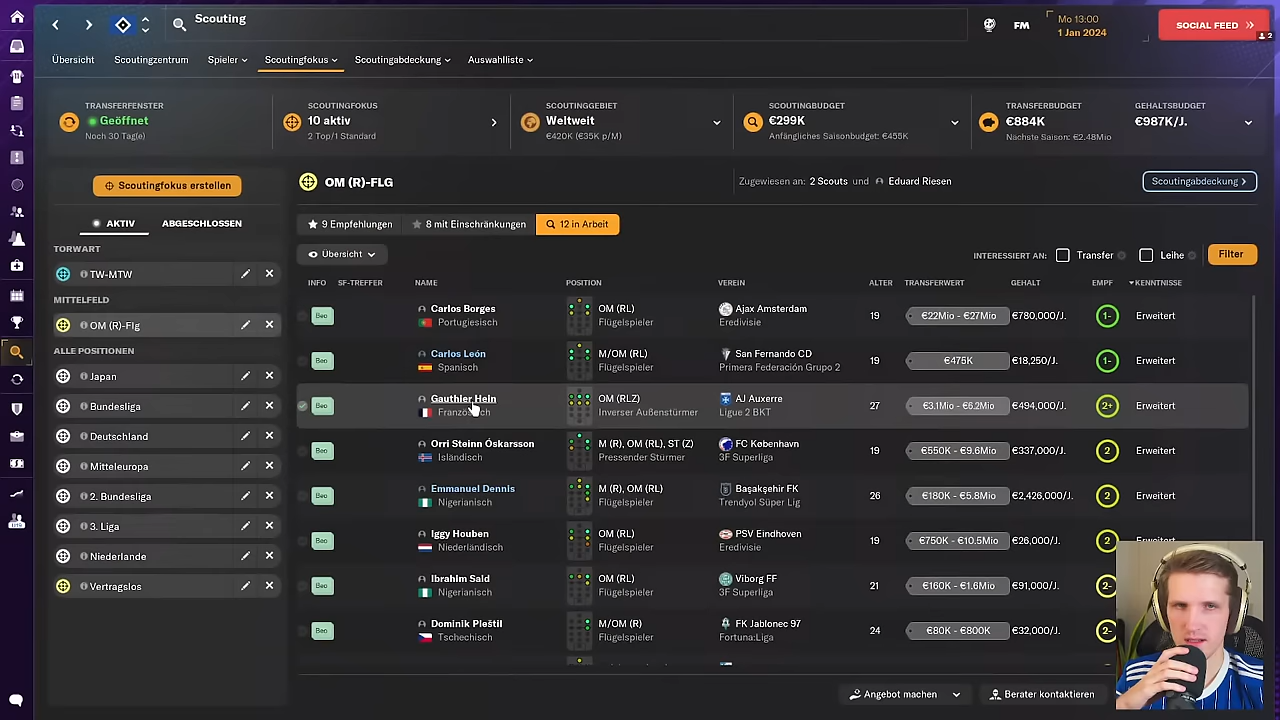 Scouting
FM
Mo 13:00
1 Jan 2024
SOCIAL FEED
2
Übersicht
Scoutingzentrum
Spieler
Scoutingfokus
Scoutingabdeckung
Auswahlliste
TRANSFERFENSTER
Geöffnet
Noch 30 Tage)
SCOUTINGFOKUS
10 aktiv
2 Top/1 Standard
SCOUTINGGEBIET
Weltweit
€420K (€35K p/M)
SCOUTINGBUDGET
€299K
Anfängliches Saisonbudget: €455K
TRANSFERBUDGET
€884K
Nächste Saison: €2.48Mio
GEHALTSBUDGET
€987K/J.
Scoutingfokus erstellen
AKTIV
ABGESCHLOSSEN
TORWART
TW-MTW
MITTELFELD
OM (R)-Flg
ALLE POSITIONEN
Japan
Bundesliga
Deutschland
Mitteleuropa
2. Bundesliga
3. Liga
Niederlande
Vertragslos
OM (R)-FLG
Zugewiesen an: 2 Scouts und Eduard Riesen
Scoutingabdeckung
9 Empfehlungen
8 mit Einschränkungen
12 in Arbeit
Übersicht
INTERESSIERT AN:
Transfer
Leihe
Filter
INFO SF-TREFFER NAME POSITION VEREIN ALTER TRANSFERWERT GEHALT EMPF KENNTNISSE
Beo Carlos Borges OM (RL) Ajax Amsterdam 19 €22Mio - €27Mio €780,000/J. 1- Erweitert
Portugiesisch Flügelspieler Eredivisie
Beo Carlos León M/OM (RL) San Fernando CD 19 €475K €18,250/J. 1- Erweitert
Spanisch Flügelspieler Primera Federación Grupo 2
Beo Gauthier Hein OM (RLZ) AJ Auxerre 27 €3.1Mio - €6.2Mio €494,000/J. 2+ Erweitert
Französisch Inverser Außenstürmer Ligue 2 BKT
Beo Orri Steinn Óskarsson M (R), OM (RL), ST (Z) FC København 19 €550K - €9.6Mio €337,000/J. 2 Erweitert
Isländisch Pressender Stürmer 3F Superliga
Beo Emmanuel Dennis M (R), OM (RL) Başakşehir FK 26 €180K - €5.8Mio €2,476,000/J. 2 Erweitert
Nigerianisch Flügelspieler Trendyol Süper Lig
Beo Iggy Houben OM (RL) PSV Eindhoven 19 €750K - €10.5Mio €26,000/J. 2 Erweitert
Niederländisch Flügelspieler Eredivisie
Beo Ibrahim Said OM (RL) Viborg FF 21 €160K - €1.6Mio €91,000/J. 2-
Nigerianisch Flügelspieler 3F Superliga
Beo Dominik Pleštil M/OM (R) FK Jablonec 97 24 €80K - €800K €32,000/J. 2-
Tschechisch Flügelspieler Fortuna:Liga
Angebot machen
Berater kontaktieren